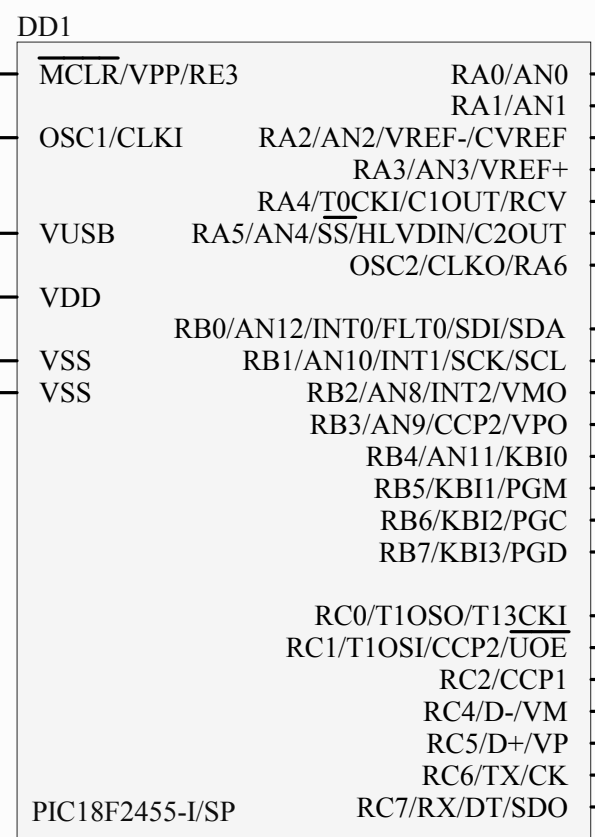 DD1
MCLR/VPP/RE3 RA0/AN0
RA1/AN1
OSC1/CLKI RA2/AN2/VREF-/CVREF
RA3/AN3/VREF+
RA4/T0CKI/C1OUT/RCV
VUSB RA5/AN4/SS/HLVDIN/C2OUT
OSC2/CLKO/RA6
VDD
RB0/AN12/INT0/FLT0/SDI/SDA
VSS RB1/AN10/INT1/SCK/SCL
VSS RB2/AN8/INT2/VMO
RB3/AN9/CCP2/VPO
RB4/AN11/KBI0
RB5/KBI1/PGM
RB6/KBI2/PGC
RB7/KBI3/PGD
RC0/T1OSO/T13CKI
RC1/T1OSI/CCP2/UOE
RC2/CCP1
RC4/D-/VM
RC5/D+/VP
RC6/TX/CK
PIC18F2455-I/SP RC7/RX/DT/SDO